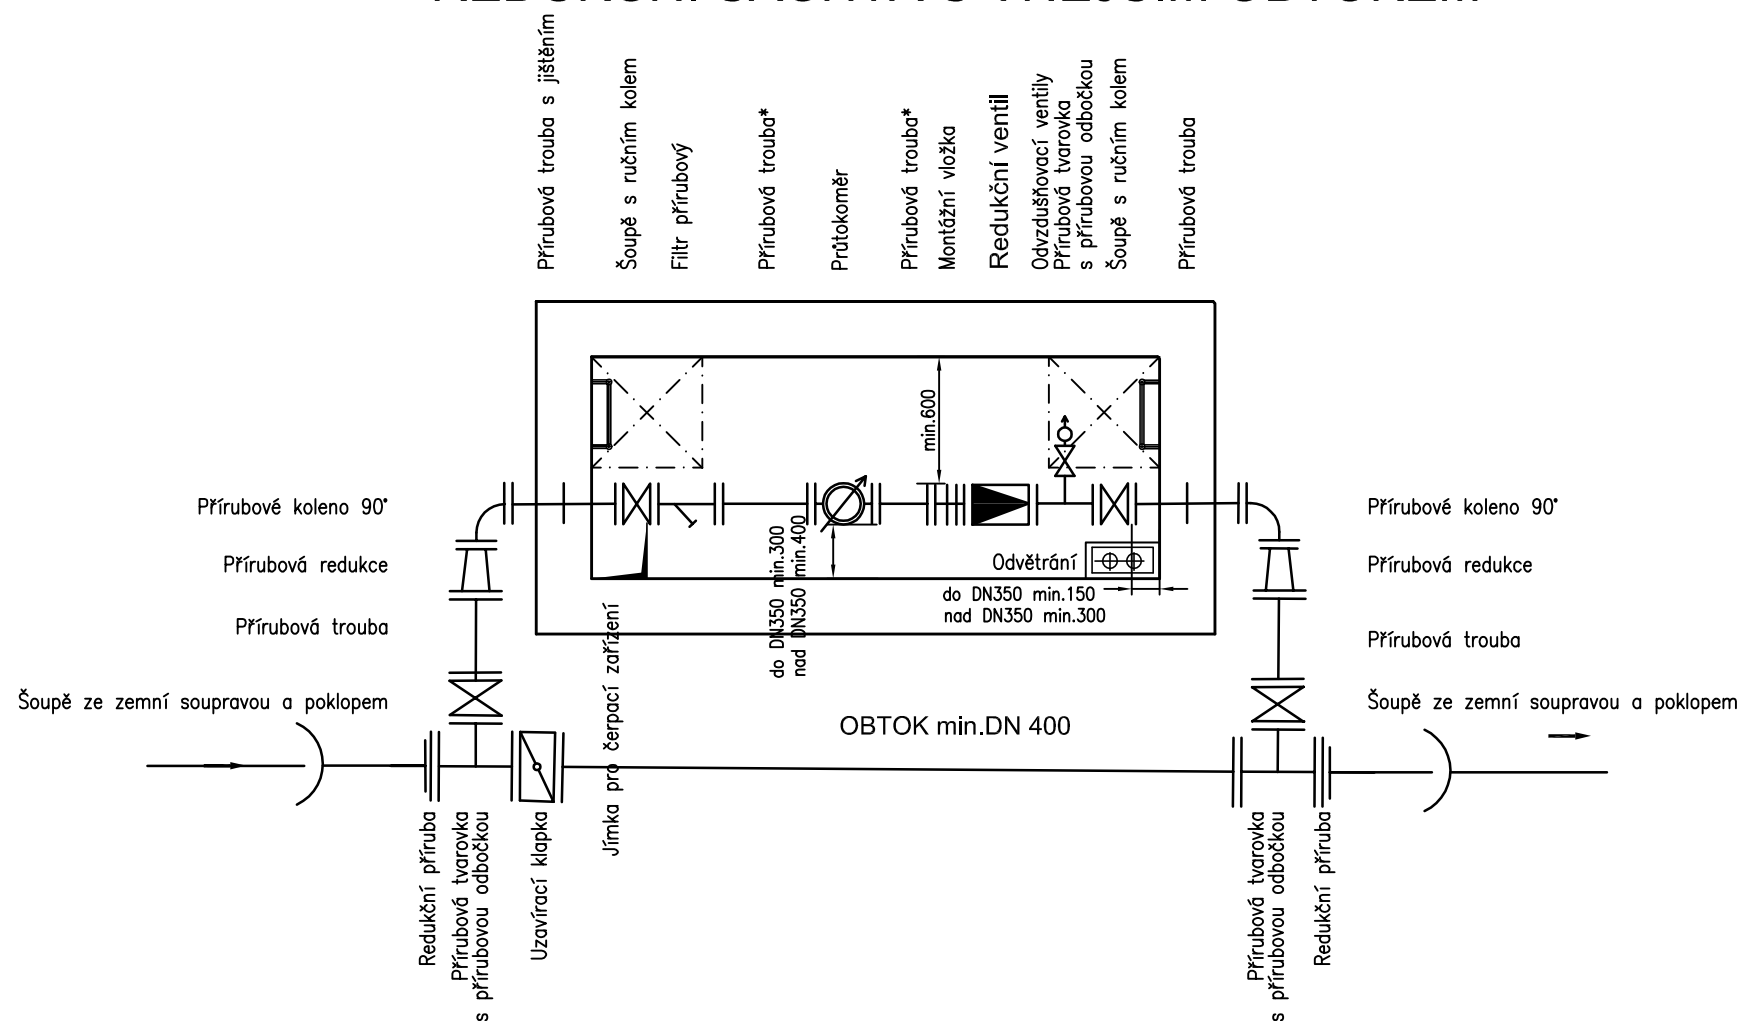 Přírubová trouba s jištěním
Šoupě s ručním kolem
Filtr přírubový
Přírubová trouba*
Průtokoměr
Přírubová trouba*
Montážní vložka
Redukční ventil
Odvzdušňovací ventily
Přírubová tvarovka
s přírubovou odbočkou
Šoupě s ručním kolem
Přírubová trouba
min.600
Přírubové koleno 90°
Přírubová redukce
Přírubová trouba
Šoupě ze zemní soupravou a poklopem
do DN350 min.300
nad DN350 min.400
Odvětrání
do DN350 min.150
nad DN350 min.300
Jímka pro čerpací zařízení
Přírubové koleno 90°
Přírubová redukce
Přírubová trouba
Šoupě ze zemní soupravou a poklopem
OBTOK min.DN 400
Redukční příruba
Přírubová tvarovka
s přírubovou odbočkou
Uzavírací klapka
Přírubová tvarovka
s přírubovou odbočkou
Redukční příruba